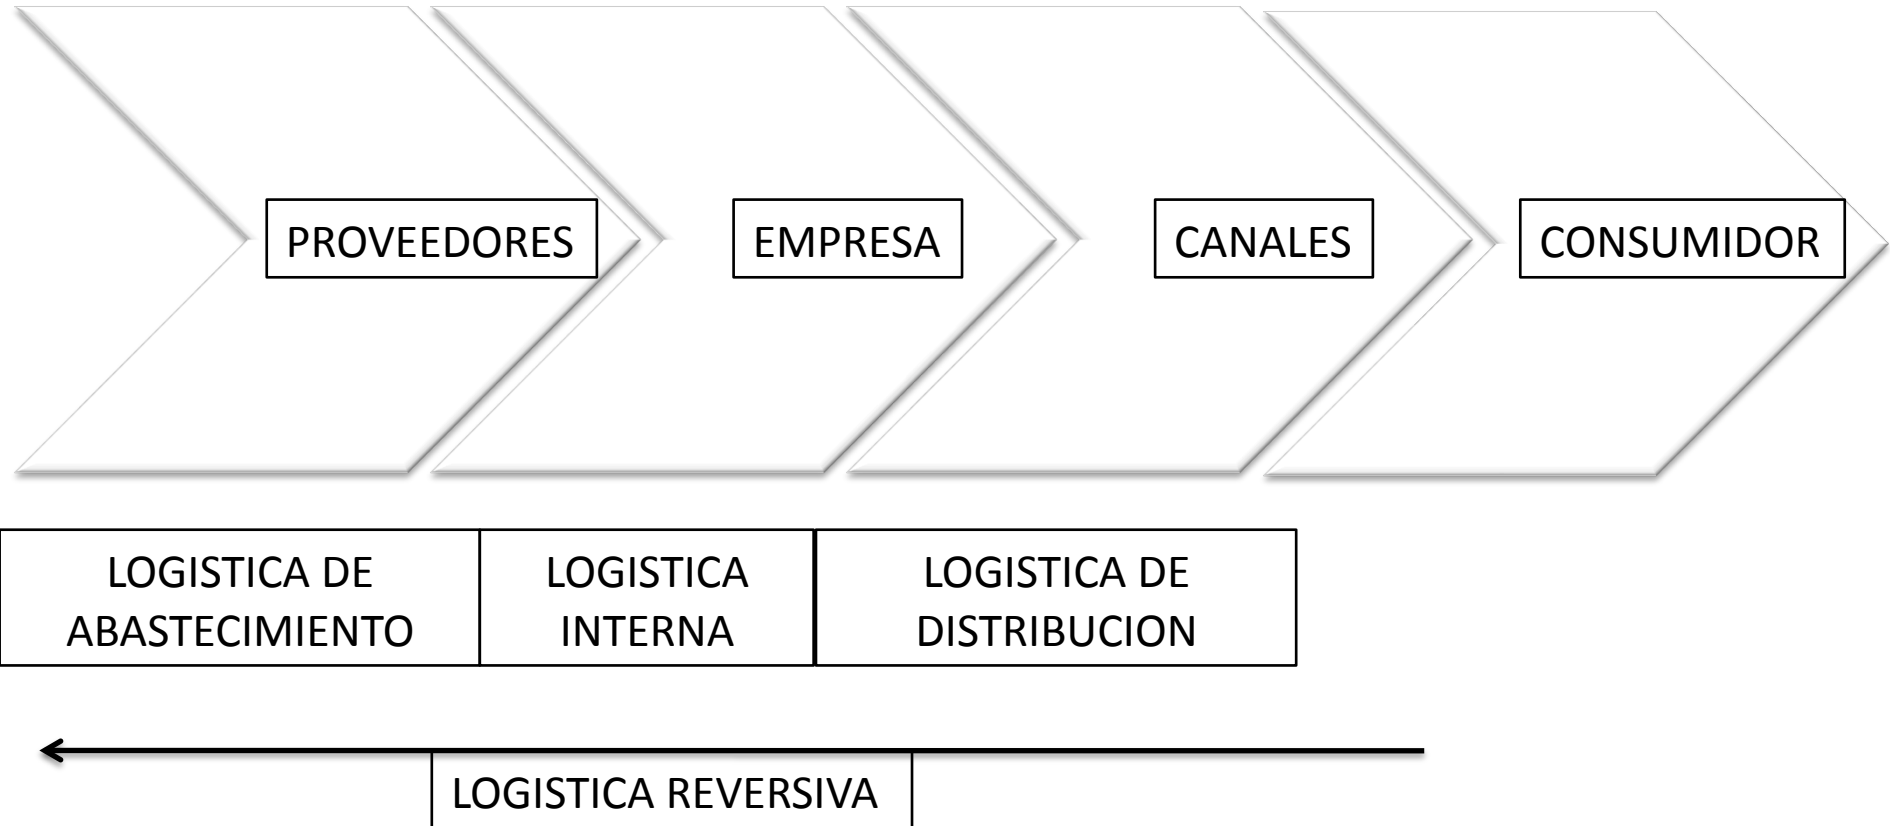 PROVEEDORES
EMPRESA
CANALES
CONSUMIDOR
LOGISTICA DE
ABASTECIMIENTO
LOGISTICA
INTERNA
LOGISTICA DE
DISTRIBUCION
LOGISTICA REVERSIVA